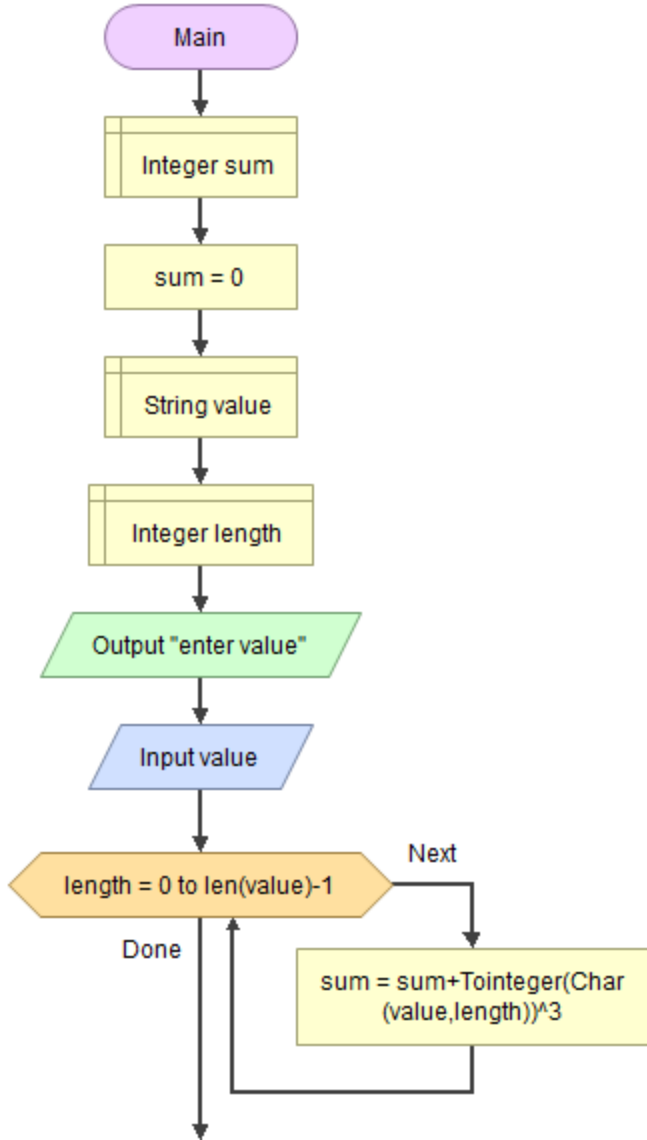 Main
Integer sum
sum = 0
String value
Integer length
Output "enter value"
Input value
length = 0 to len(value)-1
Next
Done
sum = sum+Tointeger(Char
(value,length))^3